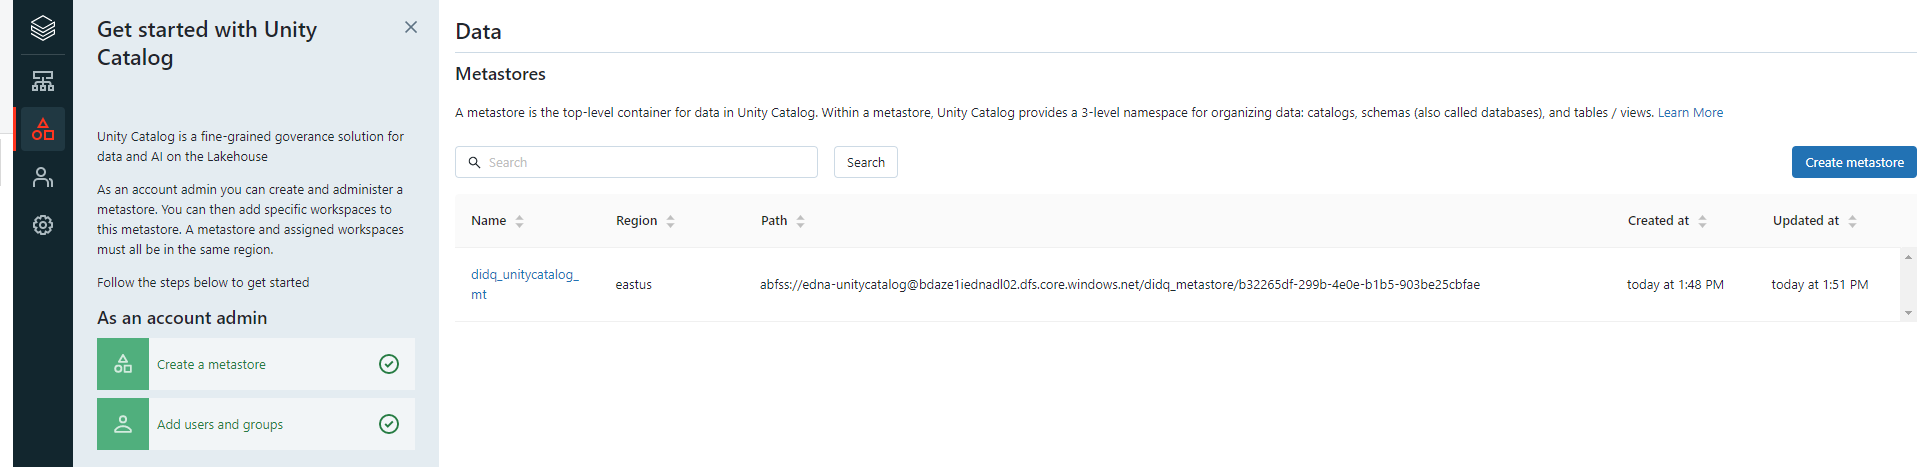 Get started with Unity
Catalog
Unity Catalog is a fine-grained goverance solution for
data and AI on the Lakehouse
As an account admin you can create and administer a
metastore. You can then add specific workspaces to
this metastore. A metastore and assigned workspaces
must all be in the same region.
Follow the steps below to get started
As an account admin
Create a metastore
Add users and groups
Data
Metastores
A metastore is the top-level container for data in Unity Catalog. Within a metastore, Unity Catalog provides a 3-level namespace for organizing data: catalogs, schemas (also called databases), and tables / views. Learn More
Search Search Create metastore
Name Region Path Created at Updated at
didq_unitycatalog_
mt
eastus abfss://edna-unitycatalog@bdaze1iednadl02.dfs.core.windows.net/didq_metastore/b32265df-299b-4e0e-b1b5-903be25cbfae today at 1:48 PM today at 1:51 PM